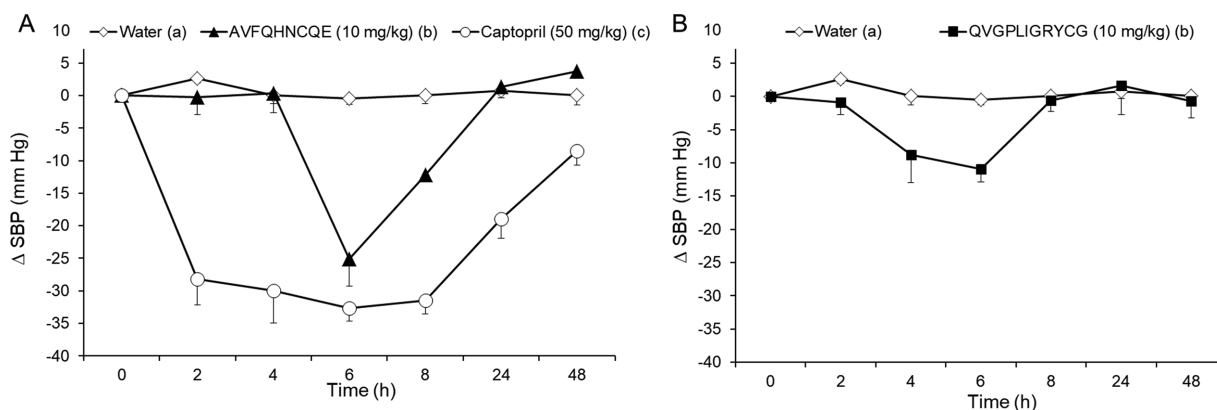 A
Water (a) AVFQHNCQE (10 mg/kg) (b) Captopril (50 mg/kg) (c)
10
5
0
-5
-10
-15
-20
-25
-30
-35
-40
Δ SBP (mm Hg)
0 2 4 6 8 24 48
Time (h)
B
Water (a) QVGPLIGRYCG (10 mg/kg) (b)
10
5
0
-5
-10
-15
-20
-25
-30
-35
-40
Δ SBP (mm Hg)
0 2 4 6 8 24 48
Time (h)